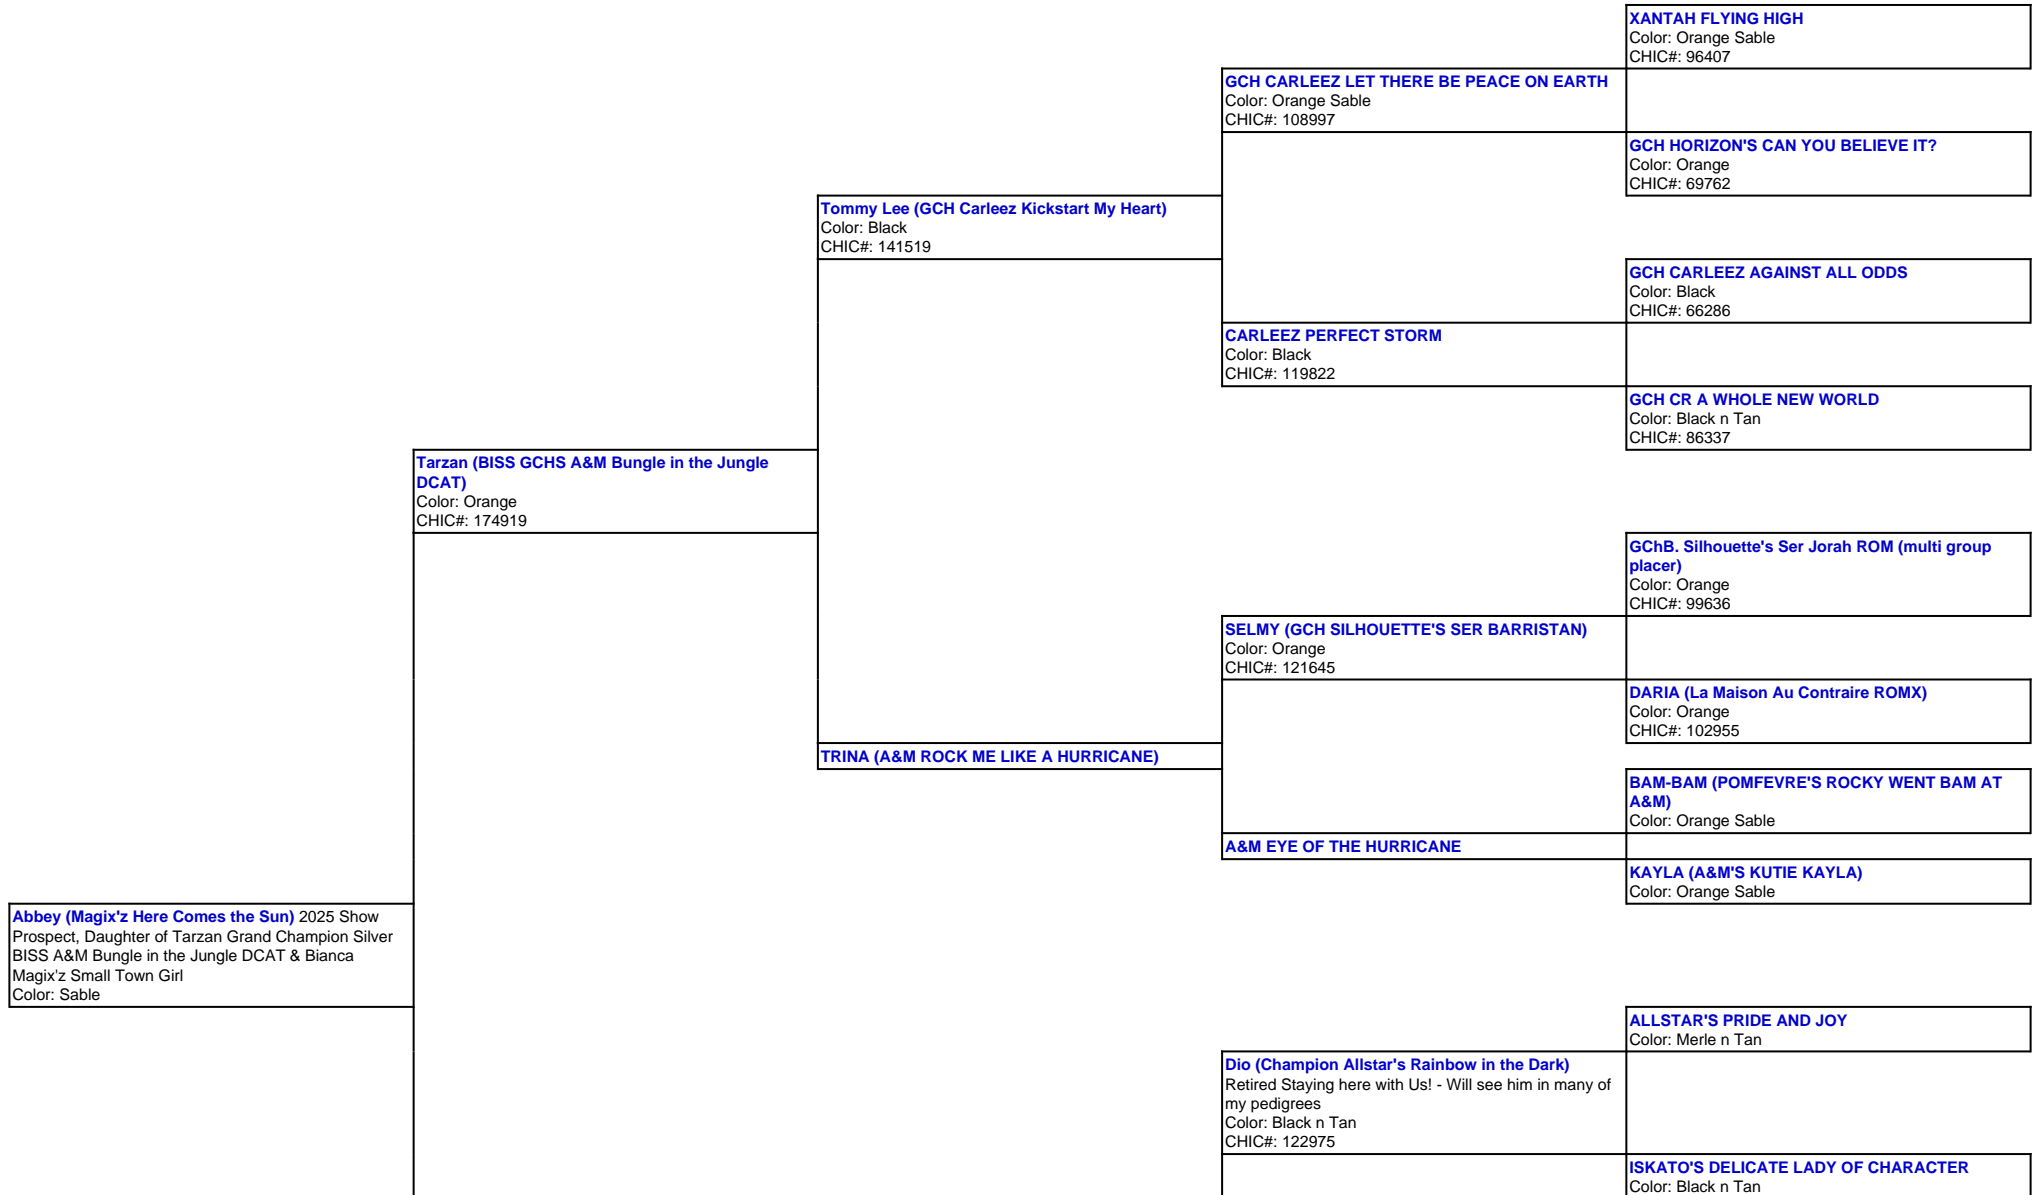 XANTAH FLYING HIGH
Color: Orange Sable
CHIC#: 96407
GCH CARLEEZ LET THERE BE PEACE ON EARTH
Color: Orange Sable
CHIC#: 108997
GCH HORIZON'S CAN YOU BELIEVE IT?
Color: Orange
CHIC#: 69762
Tommy Lee (GCH Carleez Kickstart My Heart)
Color: Black
CHIC#: 141519
GCH CARLEEZ AGAINST ALL ODDS
Color: Black
CHIC#: 66286
CARLEEZ PERFECT STORM
Color: Black
CHIC#: 119822
GCH CR A WHOLE NEW WORLD
Color: Black n Tan
CHIC#: 86337
Tarzan (BISS GCHS A&M Bungle in the Jungle
DCAT)
Color: Orange
CHIC#: 174919
GChB. Silhouette's Ser Jorah ROM (multi group
placer)
Color: Orange
CHIC#: 99636
SELMY (GCH SILHOUETTE'S SER BARRISTAN)
Color: Orange
CHIC#: 121645
DARIA (La Maison Au Contraire ROMX)
Color: Orange
CHIC#: 102955
TRINA (A&M ROCK ME LIKE A HURRICANE)
BAM-BAM (POMFEVRE'S ROCKY WENT BAM AT
A&M)
Color: Orange Sable
A&M EYE OF THE HURRICANE
KAYLA (A&M'S KUTIE KAYLA)
Color: Orange Sable
Abbey (Magix'z Here Comes the Sun) 2025 Show
Prospect, Daughter of Tarzan Grand Champion Silver
BISS A&M Bungle in the Jungle DCAT & Bianca
Magix'z Small Town Girl
Color: Sable
ALLSTAR'S PRIDE AND JOY
Color: Merle n Tan
Dio (Champion Allstar's Rainbow in the Dark)
Retired Staying here with Us! - Will see him in many of
my pedigrees
Color: Black n Tan
CHIC#: 122975
ISKATO'S DELICATE LADY OF CHARACTER
Color: Black n Tan